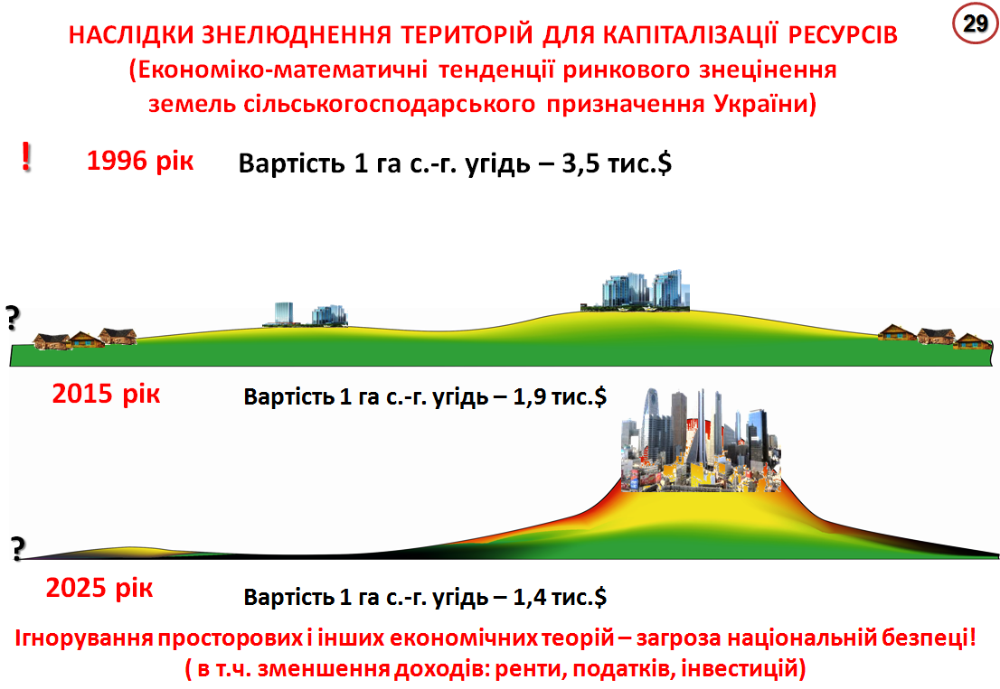 29
НАСЛІДКИ ЗНЕЛЮДНЕННЯ ТЕРИТОРІЙ ДЛЯ КАПІТАЛІЗАЦІЇ РЕСУРСІВ
(Економіко-математичні тенденції ринкового знецінення
земель сільськогосподарського призначення України)
! 1996 рік Вартість 1 га с.-г. угідь – 3,5 тис.$
?
2015 рік Вартість 1 га с.-г. угідь – 1,9 тис.$
?
2025 рік Вартість 1 га с.-г. угідь – 1,4 тис.$
Ігнорування просторових і інших економічних теорій – загроза національній безпеці!
( в т.ч. зменшення доходів: ренти, податків, інвестицій)